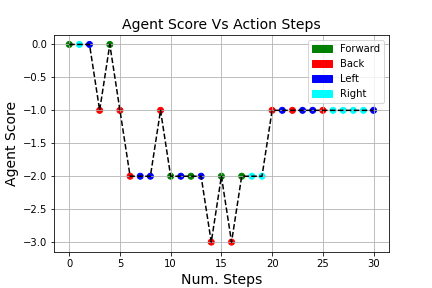 Agent Score Vs Action Steps
Agent Score
0.0
−0.5
−1.0
−1.5
−2.0
−2.5
−3.0
Forward
Back
Left
Right
0 5 10 15 20 25 30
Num. Steps